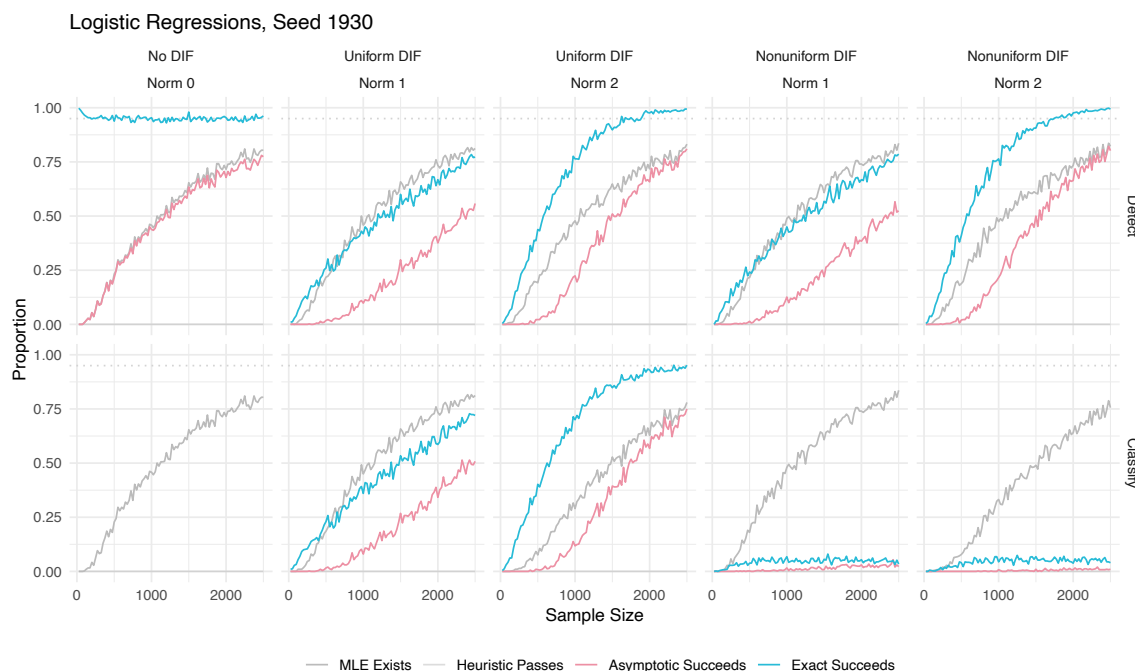 Logistic Regressions, Seed 1930
No DIF Uniform DIF Uniform DIF Nonuniform DIF Nonuniform DIF
Norm 0 Norm 1 Norm 2 Norm 1 Norm 2
1.00
0.75
0.50
0.25
0.00
Detect
Proportion
1.00
0.75
0.50
0.25
0.00
Classify
0 1000 2000 0 1000 2000 0 1000 2000 0 1000 2000 0 1000 2000
Sample Size
MLE Exists Heuristic Passes Asymptotic Succeeds Exact Succeeds